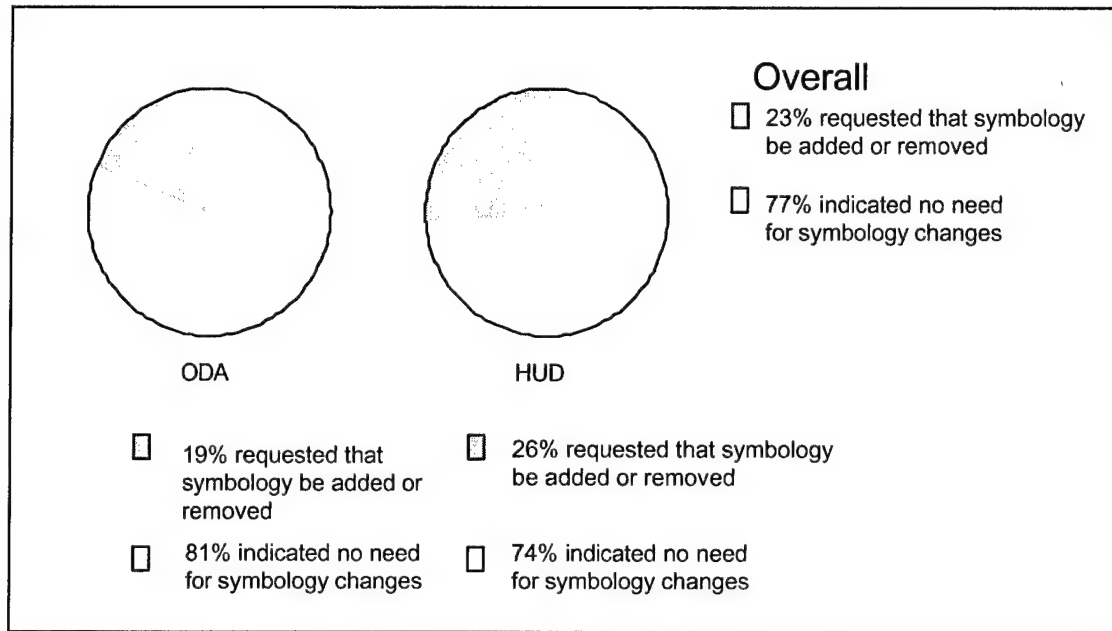 Overall
23% requested that symbology
be added or removed
77% indicated no need
for symbology changes
ODA
HUD
19% requested that
symbology be added or
removed
81% indicated no need
for symbology changes
26% requested that symbology
be added or removed
74% indicated no need
for symbology changes